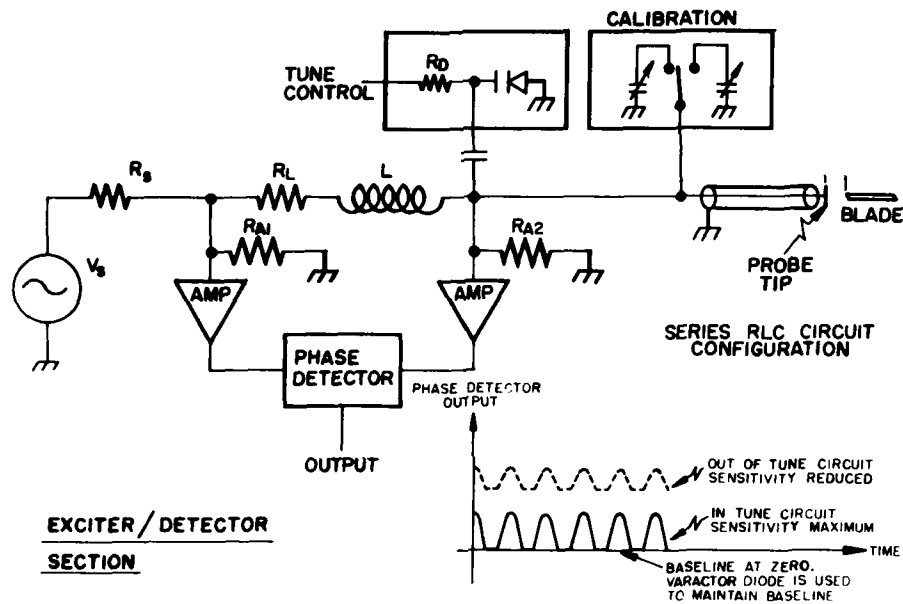 CALIBRATION
TUNE
CONTROL
RD
RS
RL
L
RA1
RA2
VS
AMP
AMP
BLADE
PROBE
TIP
SERIES RLC CIRCUIT
CONFIGURATION
PHASE
DETECTOR
OUTPUT
PHASE DETECTOR
OUTPUT
OUT OF TUNE CIRCUIT
SENSITIVITY REDUCED
IN TUNE CIRCUIT
SENSITIVITY MAXIMUM
TIME
BASELINE AT ZERO.
VARACTOR DIODE IS USED
TO MAINTAIN BASELINE
EXCITER / DETECTOR
SECTION